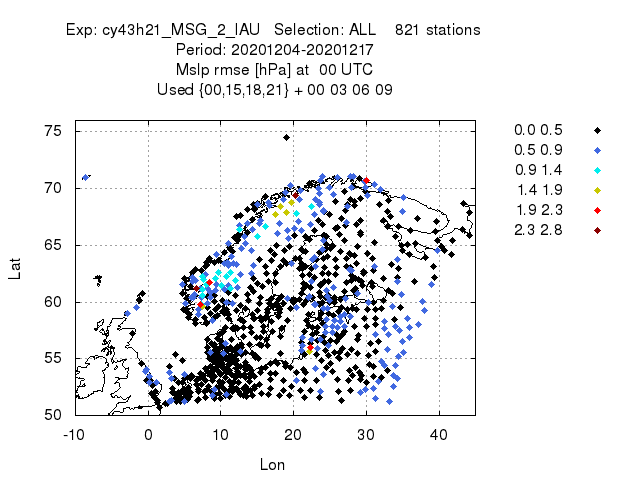 Exp: cy43h21_MSG_2_IAU Selection: ALL 821 stations
Period: 20201204-20201217
Mslp rmse [hPa] at 00 UTC
Used {00,15,18,21} + 00 03 06 09
75
70
65
60
55
50
-10 0 10 20 30 40
Lat
Lon
0.0 0.5
0.5 0.9
0.9 1.4
1.4 1.9
1.9 2.3
2.3 2.8